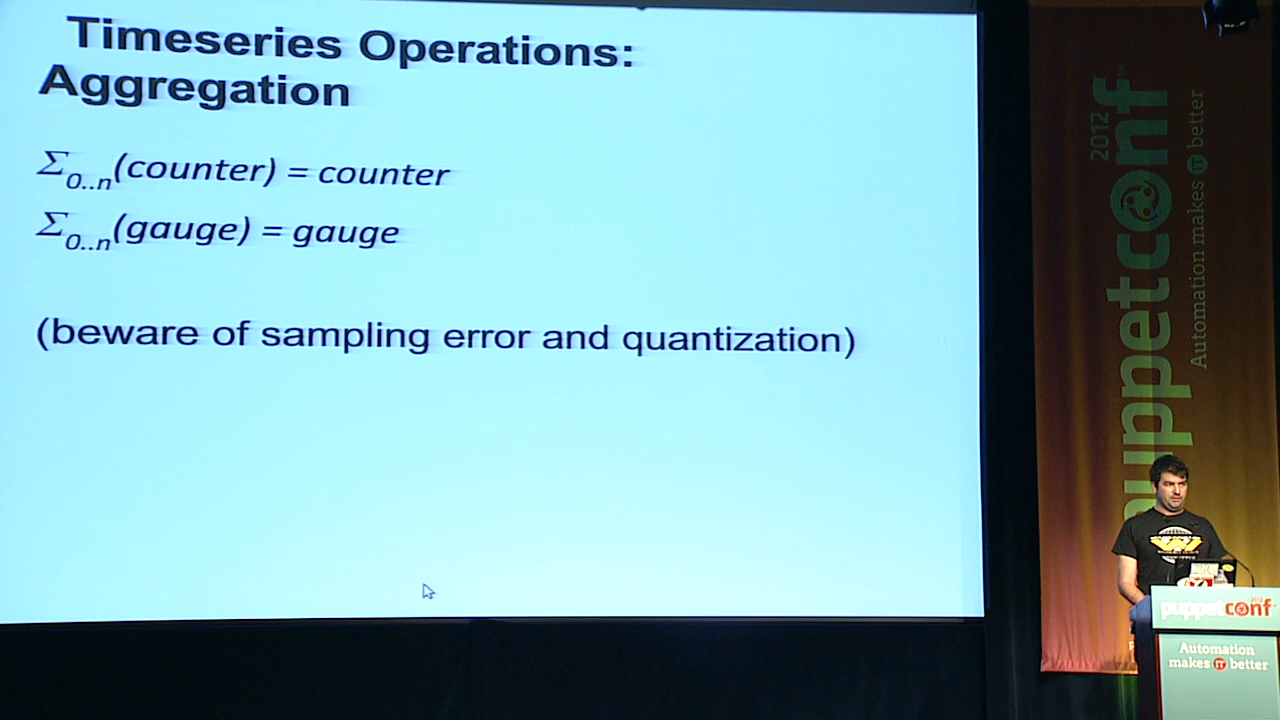 Timeseries Operations:
Aggregation
Σ0..n(counter) = counter
Σ0..n(gauge) = gauge
(beware of sampling error and quantization)
puppetconf™ 2012
Automation makes IT better
puppetconf
Automation
makes IT better